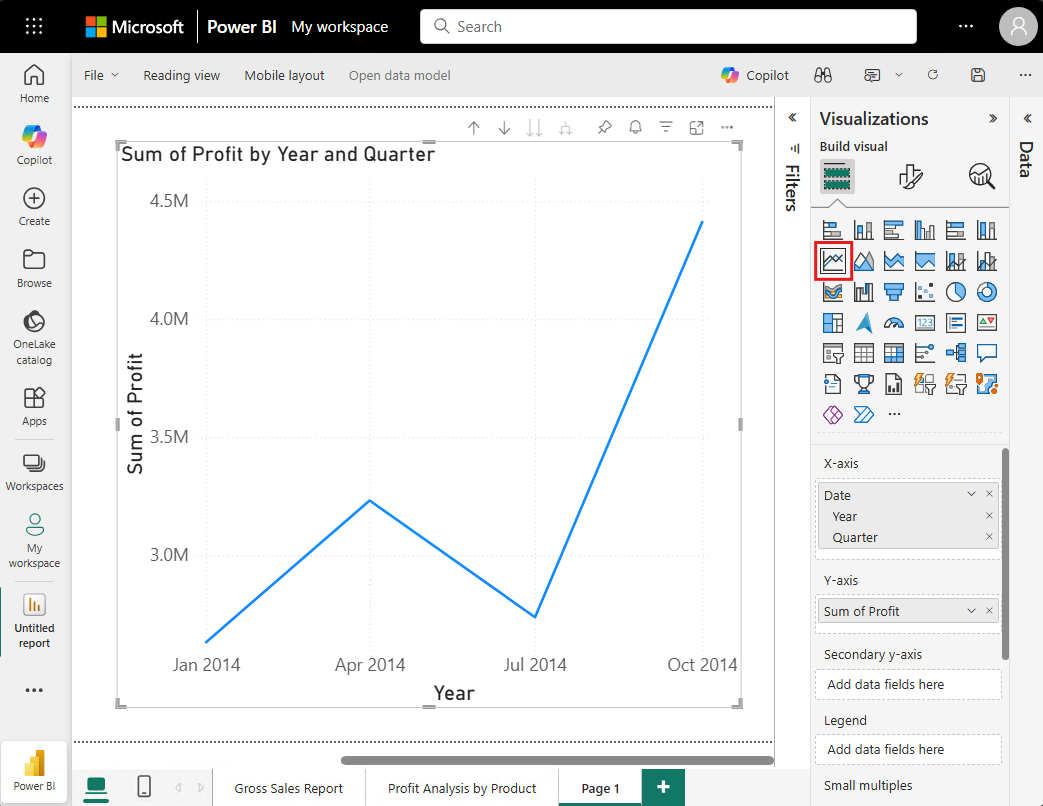 Microsoft Power BI My workspace Search
File Reading view Mobile layout Open data model Copilot
Home
Copilot
Create
Browse
OneLake
catalog
Apps
Workspaces
My
workspace
Untitled
report
Power BI
Sum of Profit by Year and Quarter
4.5M
4.0M
3.5M
3.0M
Sum of Profit
Jan 2014 Apr 2014 Jul 2014 Oct 2014
Year
Filters
Visualizations
Build visual
123
X-axis
Date
Year
Quarter
Y-axis
Sum of Profit
Secondary y-axis
Add data fields here
Legend
Add data fields here
Small multiples
Data
Gross Sales Report Profit Analysis by Product Page 1